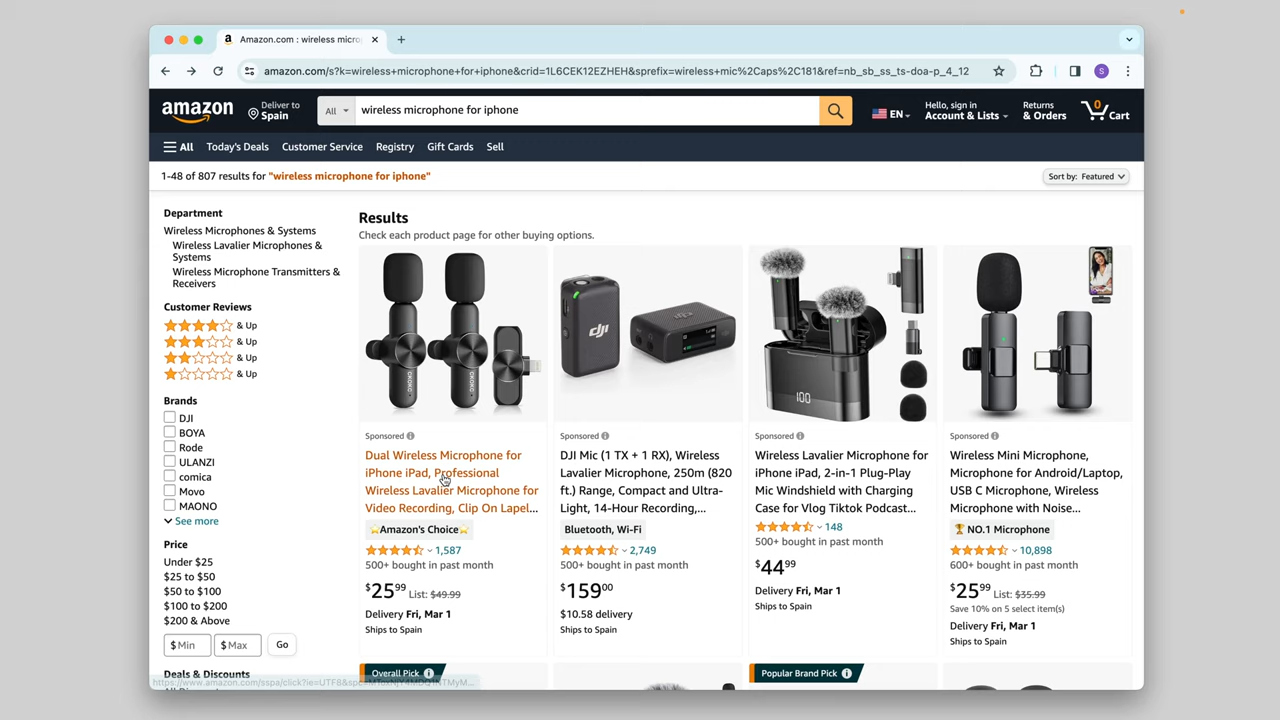 Amazon.com : wireless micro
amazon.com/s?k=wireless+microphone+for+iphone&crid=1L6CEK12EZHEH&sprefix=wireless+mic%2Caps%2C181&ref=nb_sb_ss_ts-doa-p_4_12
S
amazon
Deliver to
Spain
All
wireless microphone for iphone
EN
Hello, sign in
Account & Lists
Returns
& Orders
0
Cart
All
Today's Deals
Customer Service
Registry
Gift Cards
Sell
1-48 of 807 results for "wireless microphone for iphone"
Sort by: Featured
Department
Wireless Microphones & Systems
Wireless Lavalier Microphones &
Systems
Wireless Microphone Transmitters &
Receivers
Customer Reviews
& Up
& Up
& Up
& Up
Brands
DJI
BOYA
Rode
ULANZI
comica
Movo
MAONO
See more
Price
Under $25
$25 to $50
$50 to $100
$100 to $200
$200 & Above
$ Min
$ Max
Go
Deals & Discounts
Results
Check each product page for other buying options.
Sponsored
Dual Wireless Microphone for
iPhone iPad, Professional
Wireless Lavalier Microphone for
Video Recording, Clip On Lapel...
Amazon's Choice
1,587
500+ bought in past month
$25 99 List: $49.99
Delivery Fri, Mar 1
Ships to Spain
Overall Pick
dji
Sponsored
DJI Mic (1 TX + 1 RX), Wireless
Lavalier Microphone, 250m (820
ft.) Range, Compact and Ultra-
Light, 14-Hour Recording,...
Bluetooth, Wi-Fi
2,749
500+ bought in past month
$159 00
$10.58 delivery
Ships to Spain
100
Sponsored
Wireless Lavalier Microphone for
iPhone iPad, 2-in-1 Plug-Play
Mic Windshield with Charging
Case for Vlog Tiktok Podcast...
148
500+ bought in past month
$44 99
Delivery Fri, Mar 1
Ships to Spain
Popular Brand Pick
Sponsored
Wireless Mini Microphone,
Microphone for Android/Laptop,
USB C Microphone, Wireless
Microphone with Noise...
NO.1 Microphone
10,898
600+ bought in past month
$25 99 List: $35.99
Save 10% on 5 select item(s)
Delivery Fri, Mar 1
Ships to Spain